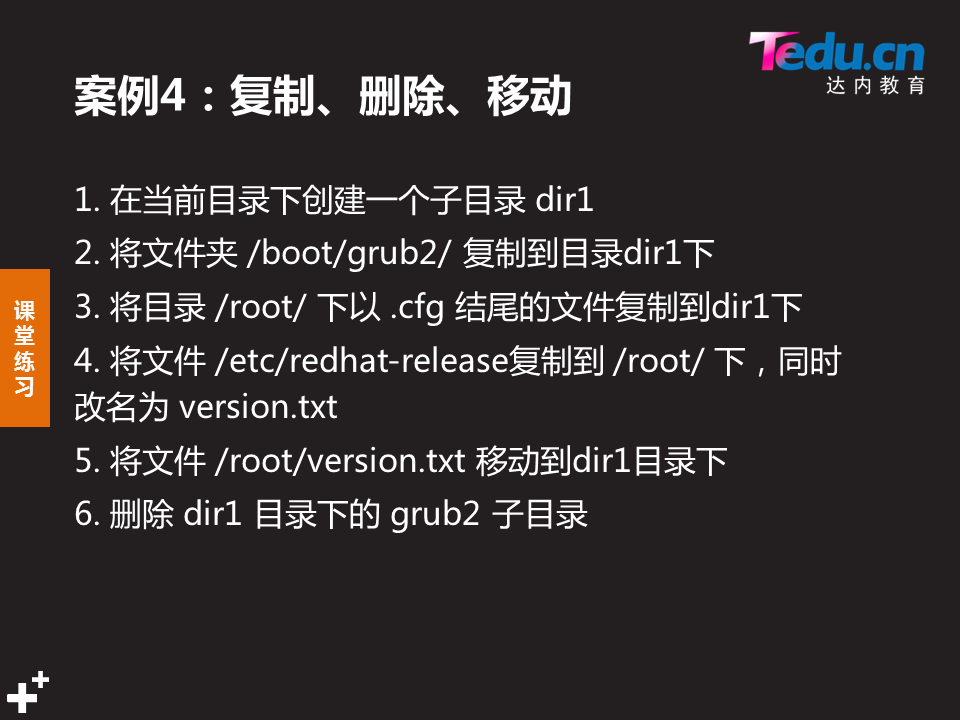 Tedu.cn
达内教育
案例4：复制、删除、移动
1. 在当前目录下创建一个子目录 dir1
2. 将文件夹 /boot/grub2/ 复制到目录dir1下
3. 将目录 /root/ 下以 .cfg 结尾的文件复制到dir1下
4. 将文件 /etc/redhat-release复制到 /root/ 下，同时
改名为 version.txt
5. 将文件 /root/version.txt 移动到dir1目录下
6. 删除 dir1 目录下的 grub2 子目录
课
堂
练
习